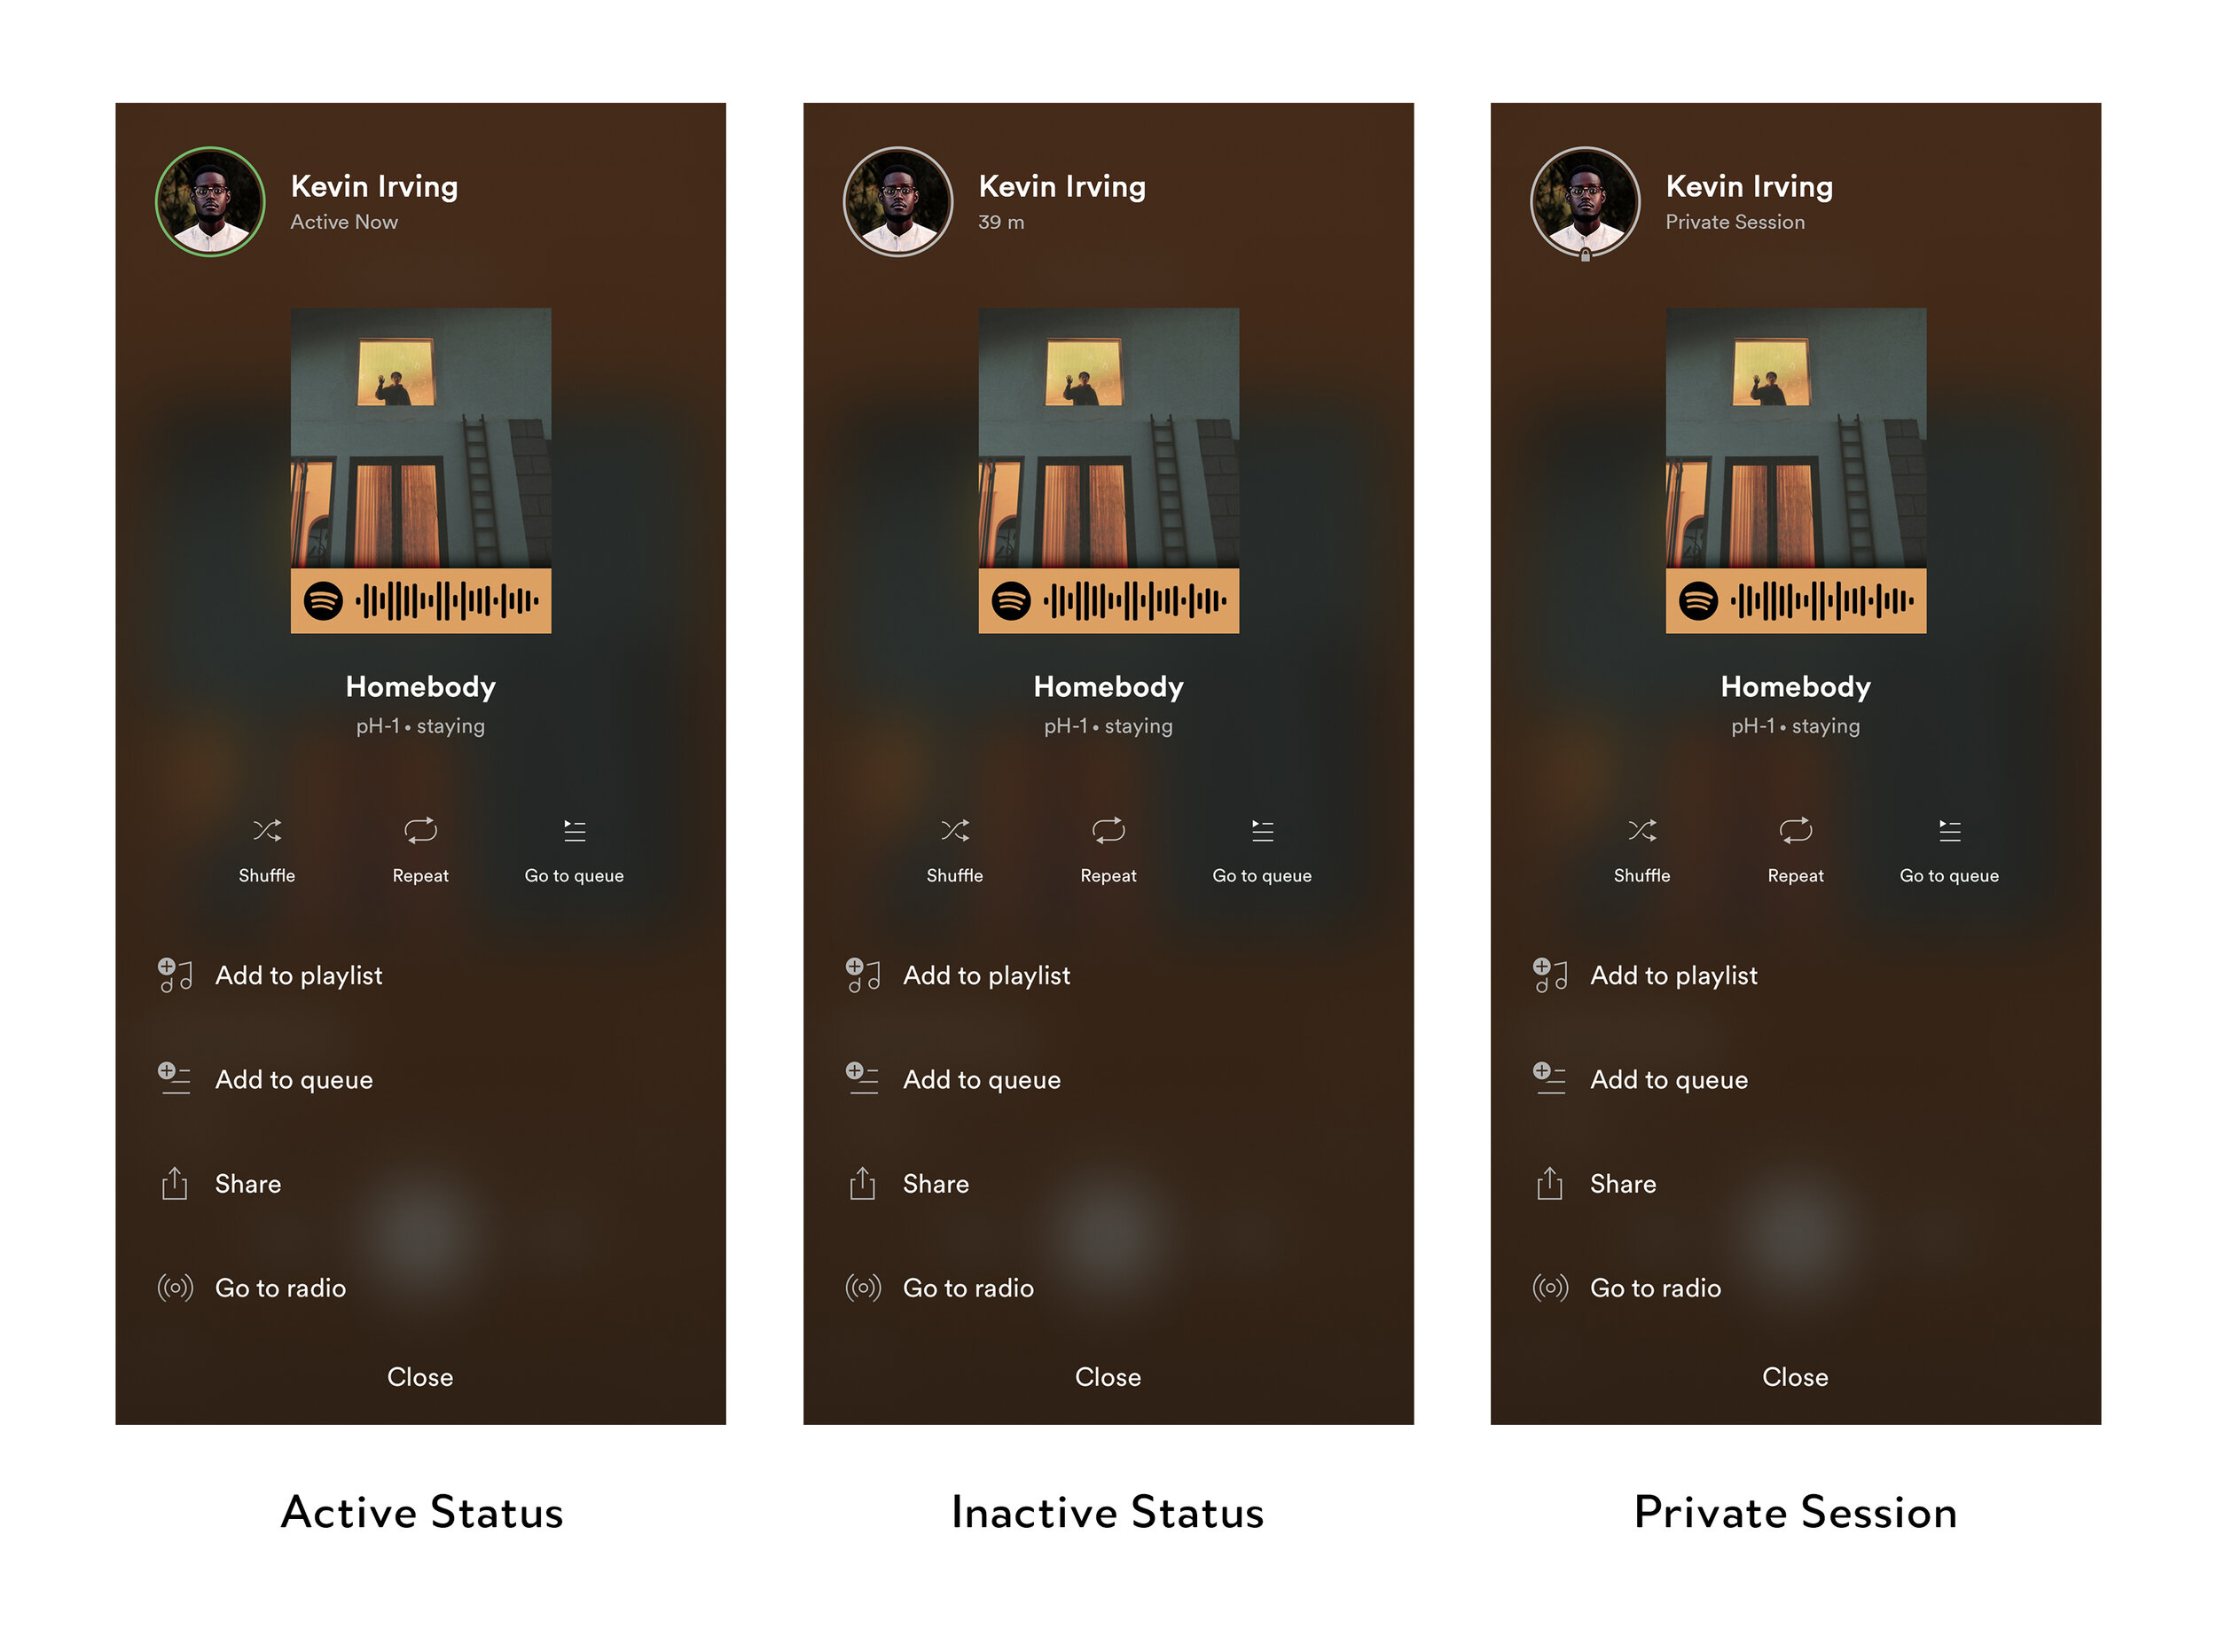 Kevin Irving
Active Now
Homebody
pH-1 • staying
Shuffle
Repeat
Go to queue
Add to playlist
Add to queue
Share
Go to radio
Close
Active Status
Kevin Irving
39 m
Homebody
pH-1 • staying
Shuffle
Repeat
Go to queue
Add to playlist
Add to queue
Share
Go to radio
Close
Inactive Status
Kevin Irving
Private Session
Homebody
pH-1 • staying
Shuffle
Repeat
Go to queue
Add to playlist
Add to queue
Share
Go to radio
Close
Private Session